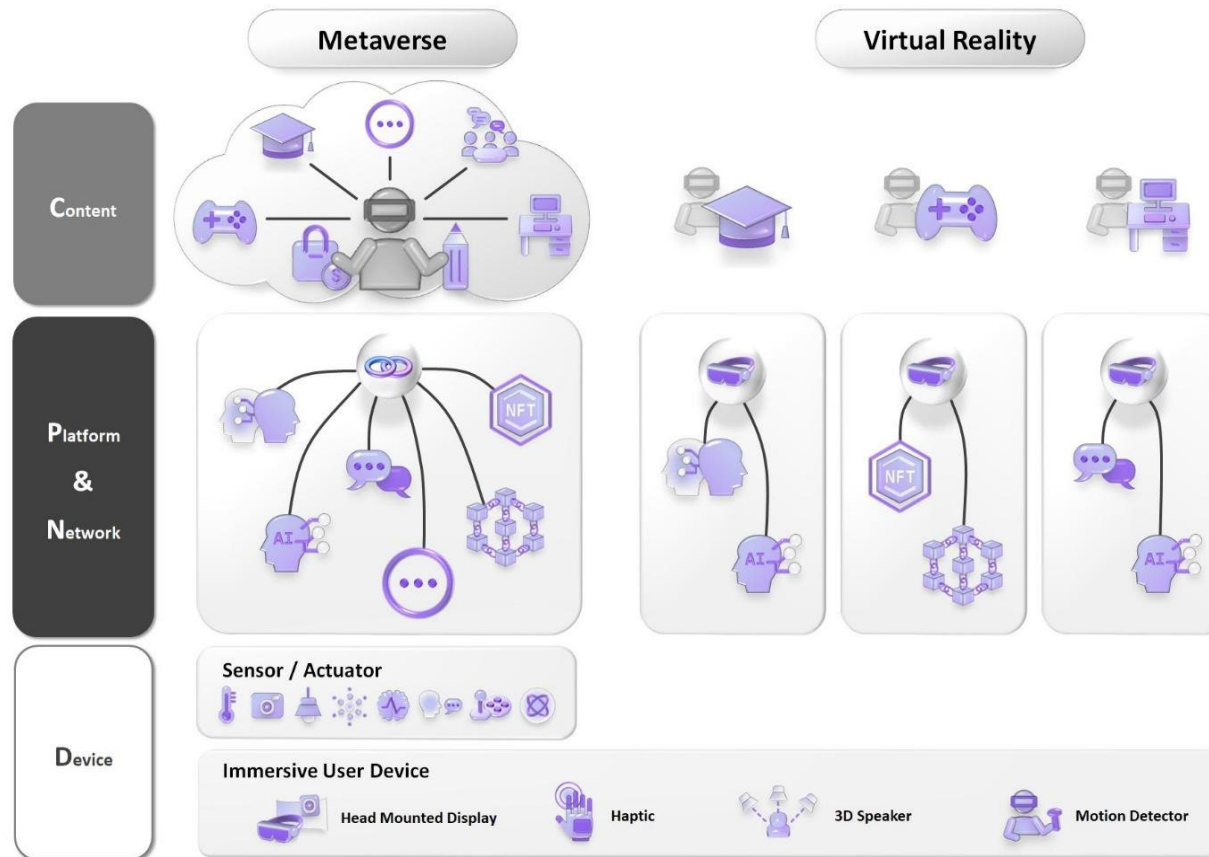 Metaverse
Virtual Reality
Content
$
Platform
&
Network
NFT
AI
NFT
AI
AI
Device
Sensor / Actuator
Immersive User Device
Head Mounted Display
Haptic
3D Speaker
Motion Detector